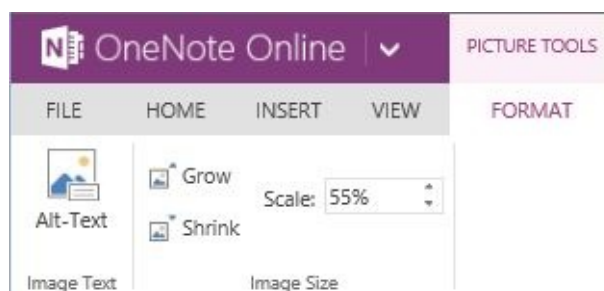 N OneNote Online PICTURE TOOLS
FILE HOME INSERT VIEW FORMAT
Alt-Text
Grow
Shrink
Scale: 55%
Image Text
Image Size